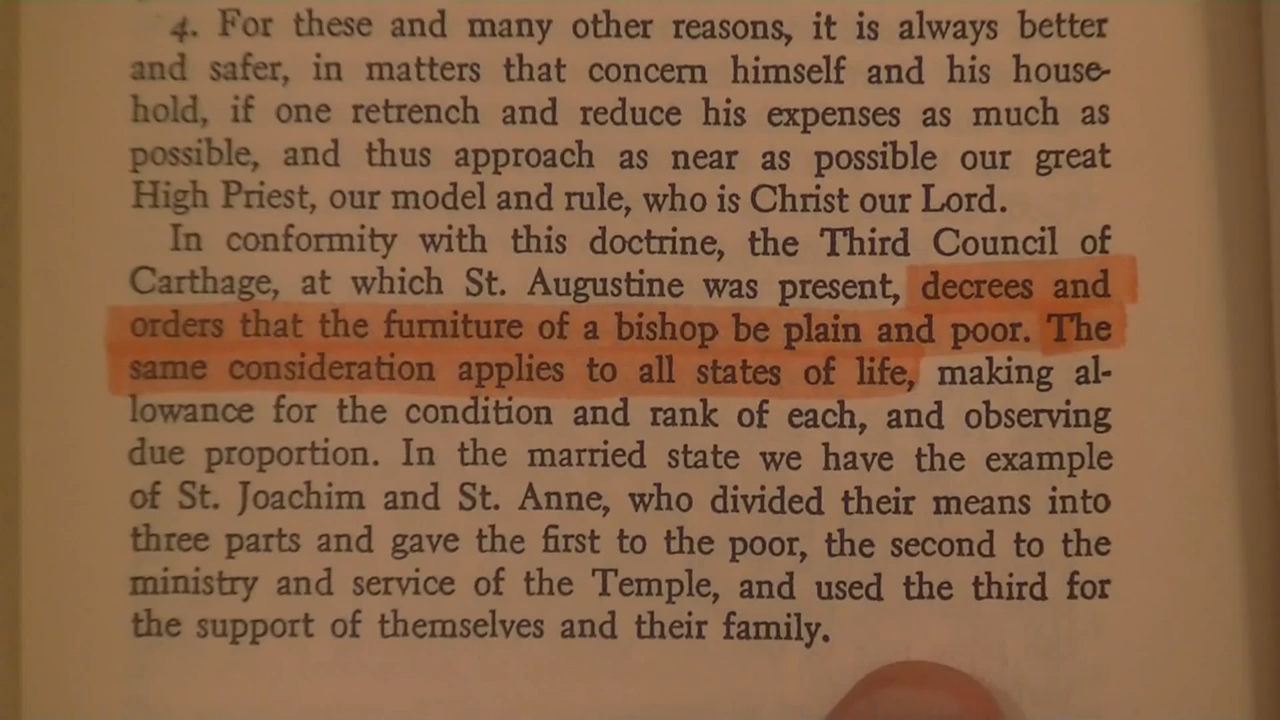 4. For these and many other reasons, it is always better
and safer, in matters that concern himself and his house-
hold, if one retrench and reduce his expenses as much as
possible, and thus approach as near as possible our great
High Priest, our model and rule, who is Christ our Lord.
In conformity with this doctrine, the Third Council of
Carthage, at which St. Augustine was present, decrees and
orders that the furniture of a bishop be plain and poor. The
same consideration applies to all states of life, making al-
lowance for the condition and rank of each, and observing
due proportion. In the married state we have the example
of St. Joachim and St. Anne, who divided their means into
three parts and gave the first to the poor, the second to the
ministry and service of the Temple, and used the third for
the support of themselves and their family.